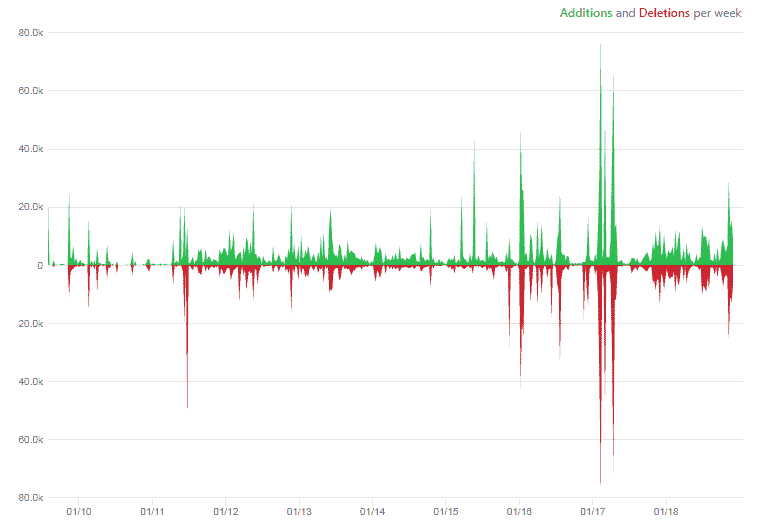 Additions and Deletions per week
80.0k
60.0k
40.0k
20.0k
0
20.0k
40.0k
60.0k
80.0k
01/10 01/11 01/12 01/13 01/14 01/15 01/16 01/17 01/18